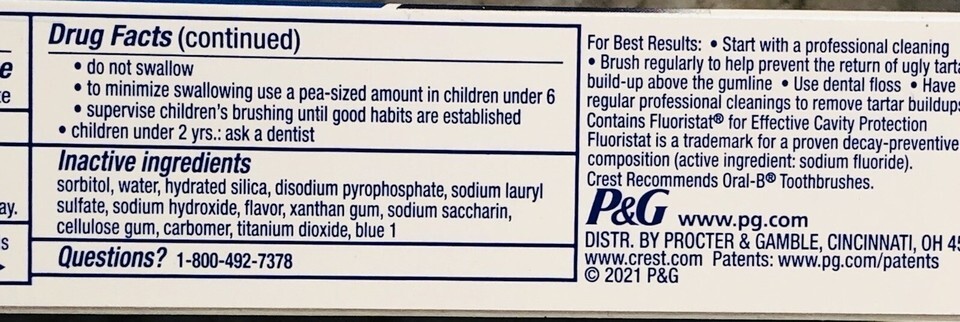 e
te
ay.
s
Drug Facts (continued)
• do not swallow
• to minimize swallowing use a pea-sized amount in children under 6
• supervise children's brushing until good habits are established
• children under 2 yrs.: ask a dentist
Inactive ingredients
sorbitol, water, hydrated silica, disodium pyrophosphate, sodium lauryl
sulfate, sodium hydroxide, flavor, xanthan gum, sodium saccharin,
cellulose gum, carbomer, titanium dioxide, blue 1
Questions? 1-800-492-7378
For Best Results: • Start with a professional cleaning
• Brush regularly to help prevent the return of ugly tarta
build-up above the gumline • Use dental floss • Have
regular professional cleanings to remove tartar buildup
Contains Fluoristat® for Effective Cavity Protection
Fluoristat is a trademark for a proven decay-preventive
composition (active ingredient: sodium fluoride).
Crest Recommends Oral-B® Toothbrushes.
P&G www.pg.com
DISTR. BY PROCTER & GAMBLE, CINCINNATI, OH 45
www.crest.com Patents: www.pg.com/patents
© 2021 P&G